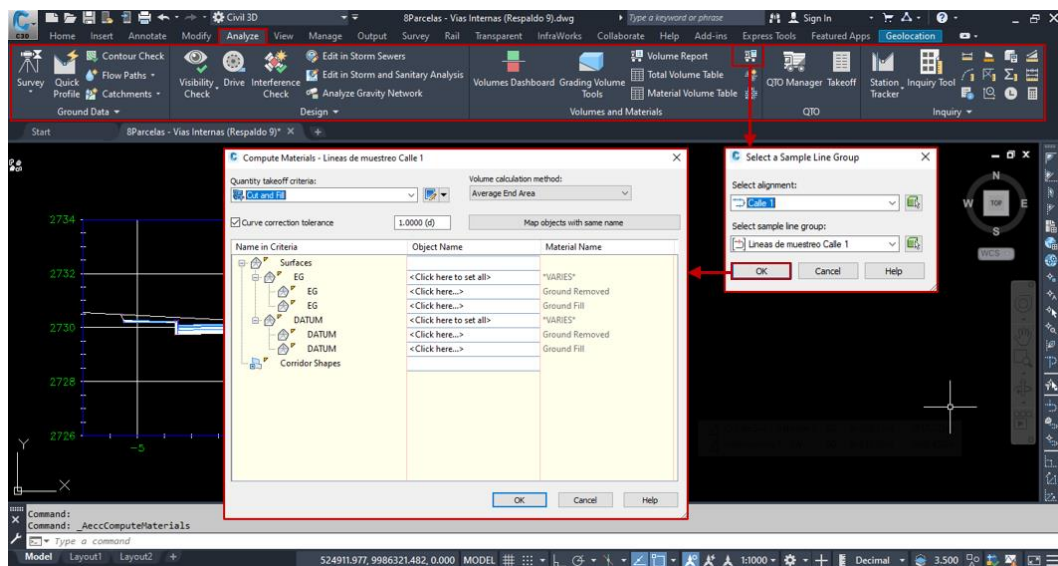 C3D
Civil 3D
8Parcelas - Vias Internas (Respaldo 9).dwg
Type a keyword or phrase
Sign In
Home Insert Annotate Modify Analyze View Manage Output Survey Rail Transparent InfraWorks Collaborate Help Add-ins Express Tools Featured Apps Geolocation
Survey
Quick Profile
Contour Check
Flow Paths
Catchments
Ground Data
Visibility Check
Drive
Interference Check
Edit in Storm Sewers
Edit in Storm and Sanitary Analysis
Analyze Gravity Network
Design
Volumes Dashboard
Grading Volume Tools
Volume Report
Total Volume Table
Material Volume Table
Volumes and Materials
QTO Manager
Takeoff
QTO
Station Tracker
Inquiry Tool
Inquiry
Start
8Parcelas - Vias Internas (Respaldo 9)*
Compute Materials - Lineas de muestreo Calle 1
Quantity takeoff criteria:
Volume calculation method:
Cut and Fill
Average End Area
Curve correction tolerance
1.0000 (d)
Map objects with same name
Name in Criteria Object Name Material Name
Surfaces
EG <Click here to set all> *VARIES*
EG <Click here...> Ground Removed
EG <Click here...> Ground Fill
DATUM <Click here to set all> *VARIES*
DATUM <Click here...> Ground Removed
DATUM <Click here...> Ground Fill
Corridor Shapes
OK Cancel Help
Select a Sample Line Group
Select alignment:
Calle 1
Select sample line group:
Lineas de muestreo Calle 1
OK Cancel Help
N
W TOP E
S
WCS
2734
2732
2730
2728
2726
-5
Y
X
Command:
Command: _AeccComputeMaterials
Type a command
Model Layout1 Layout2 +
524911.977, 9986321.482, 0.000 MODEL 1:1000 Decimal 3.500